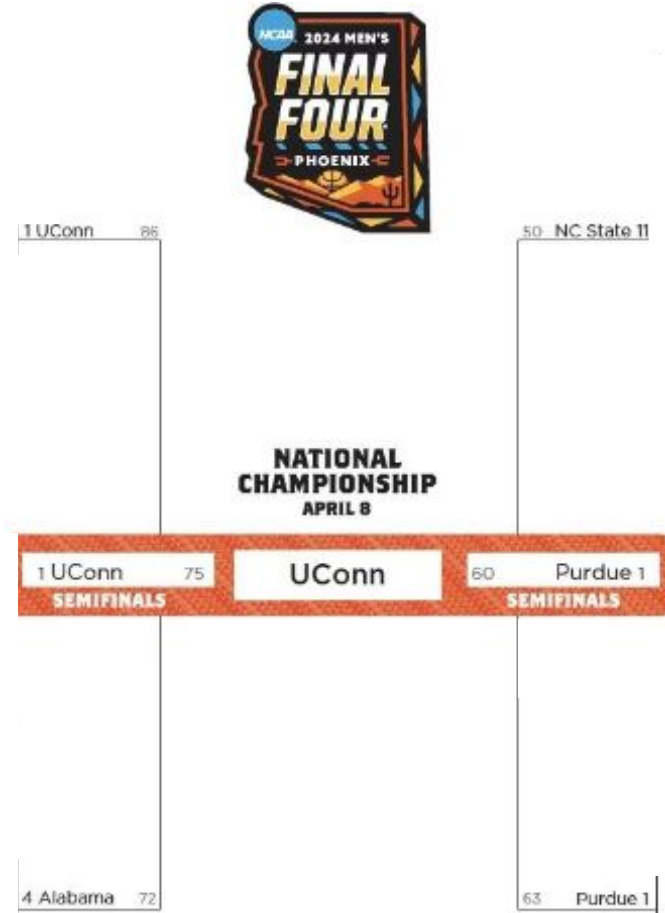 NCAA 2024 MEN'S
FINAL
FOUR
PHOENIX
1 UConn 86
50 NC State 11
NATIONAL
CHAMPIONSHIP
APRIL 8
1 UConn 75
UConn
60 Purdue 1
SEMIFINALS
SEMIFINALS
4 Alabama 72
63 Purdue 1